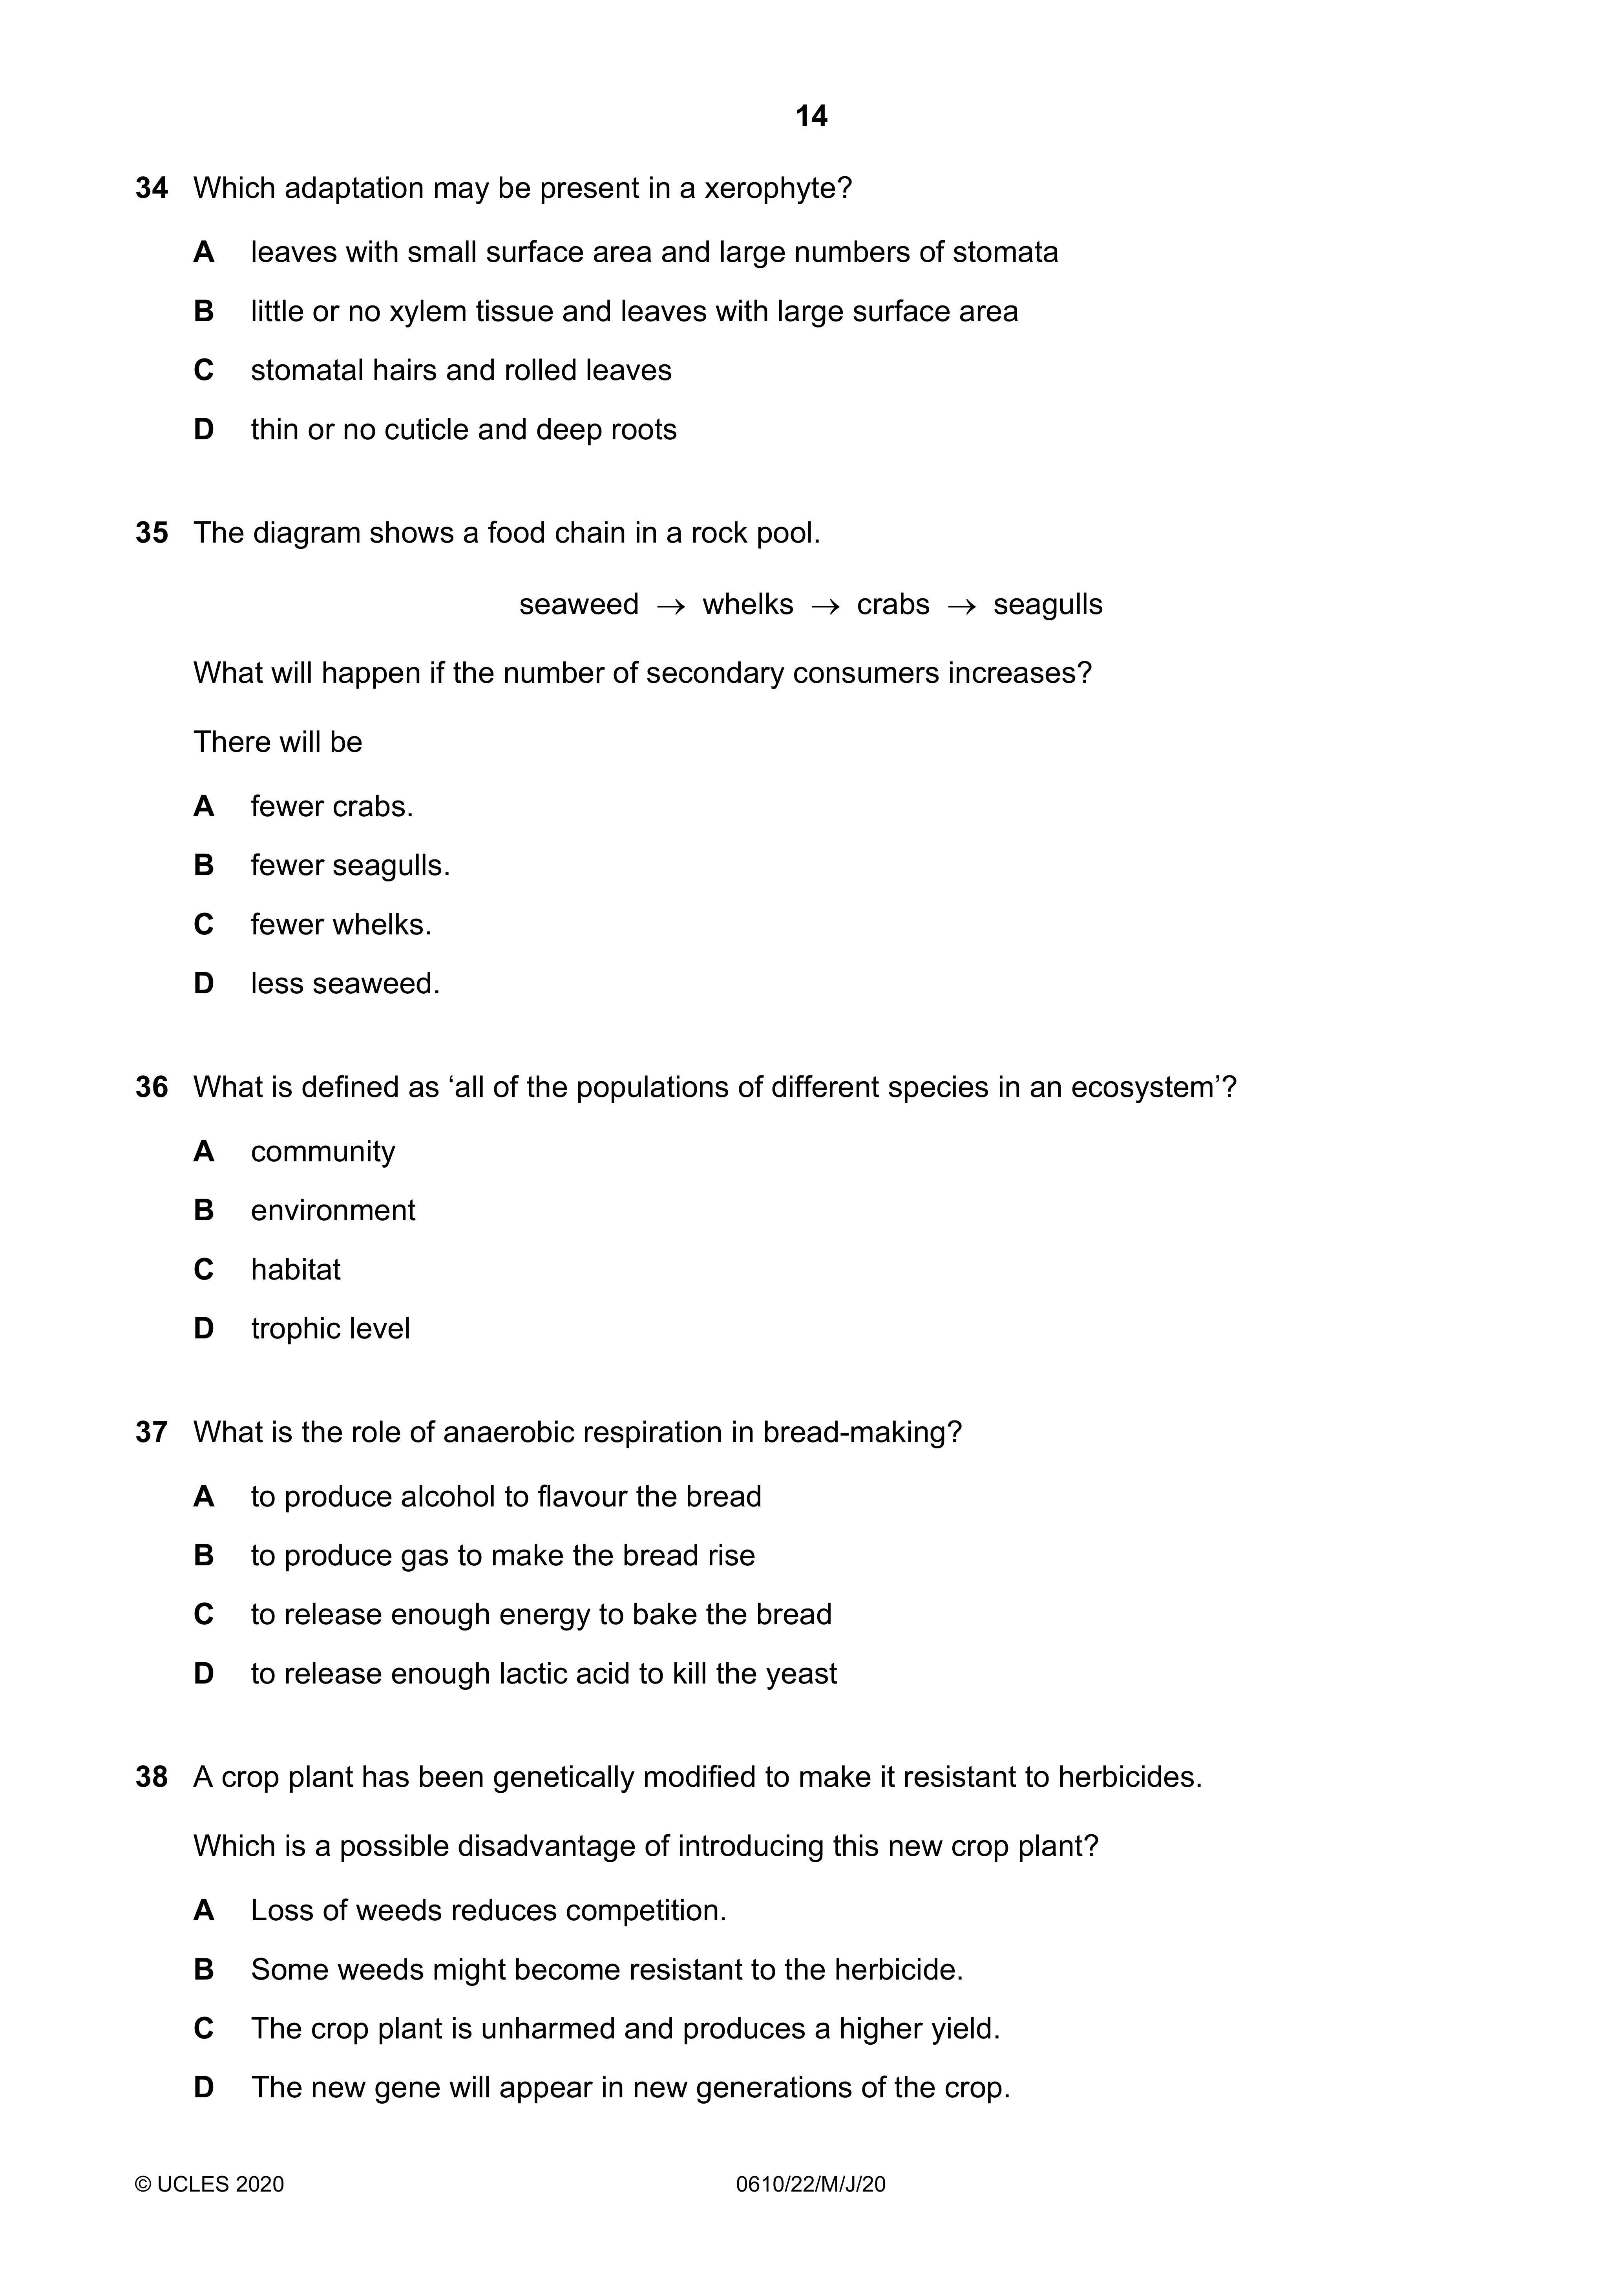 14
34 Which adaptation may be present in a xerophyte?
A leaves with small surface area and large numbers of stomata
B little or no xylem tissue and leaves with large surface area
C stomatal hairs and rolled leaves
D thin or no cuticle and deep roots
35 The diagram shows a food chain in a rock pool.
seaweed → whelks → crabs → seagulls
What will happen if the number of secondary consumers increases?
There will be
A fewer crabs.
B fewer seagulls.
C fewer whelks.
D less seaweed.
36 What is defined as ‘all of the populations of different species in an ecosystem’?
A community
B environment
C habitat
D trophic level
37 What is the role of anaerobic respiration in bread-making?
A to produce alcohol to flavour the bread
B to produce gas to make the bread rise
C to release enough energy to bake the bread
D to release enough lactic acid to kill the yeast
38 A crop plant has been genetically modified to make it resistant to herbicides.
Which is a possible disadvantage of introducing this new crop plant?
A Loss of weeds reduces competition.
B Some weeds might become resistant to the herbicide.
C The crop plant is unharmed and produces a higher yield.
D The new gene will appear in new generations of the crop.
© UCLES 2020 0610/22/M/J/20